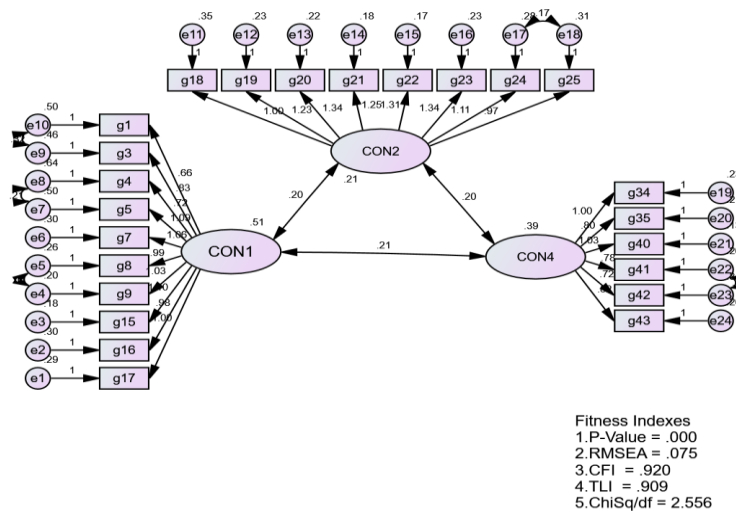 .35 .23 .22 .18 .17 .23 .17 .31
e11 e12 e13 e14 e15 e16 e17 e18
1 1 1 1 1 1 1 1
g18 g19 g20 g21 g22 g23 g24 g25
1.00 1.23 1.34 1.25 1.31 1.34 1.11 .97
CON2
.21
.50
e10 1 g1
.46
e9 1 g3
.64
e8 1 g4
.50
e7 1 g5
.30
e6 1 g7
.26
e5 1 g8
.20
e4 1 g9
.18
e3 1 g15
.30
e2 1 g16
.29
e1 1 g17
.66
.83
.72
1.09
1.06
.99
1.03
.98
1.00
.51
CON1
.20
.20
.21
.39
CON4
1.00
.80
1.03
.78
.72
g34 1 e19
g35 1 e20
g40 1 e21
g41 1 e22
g42 1 e23
g43 1 e24
Fitness Indexes
1.P-Value = .000
2.RMSEA = .075
3.CFI = .920
4.TLI = .909
5.ChiSq/df = 2.556